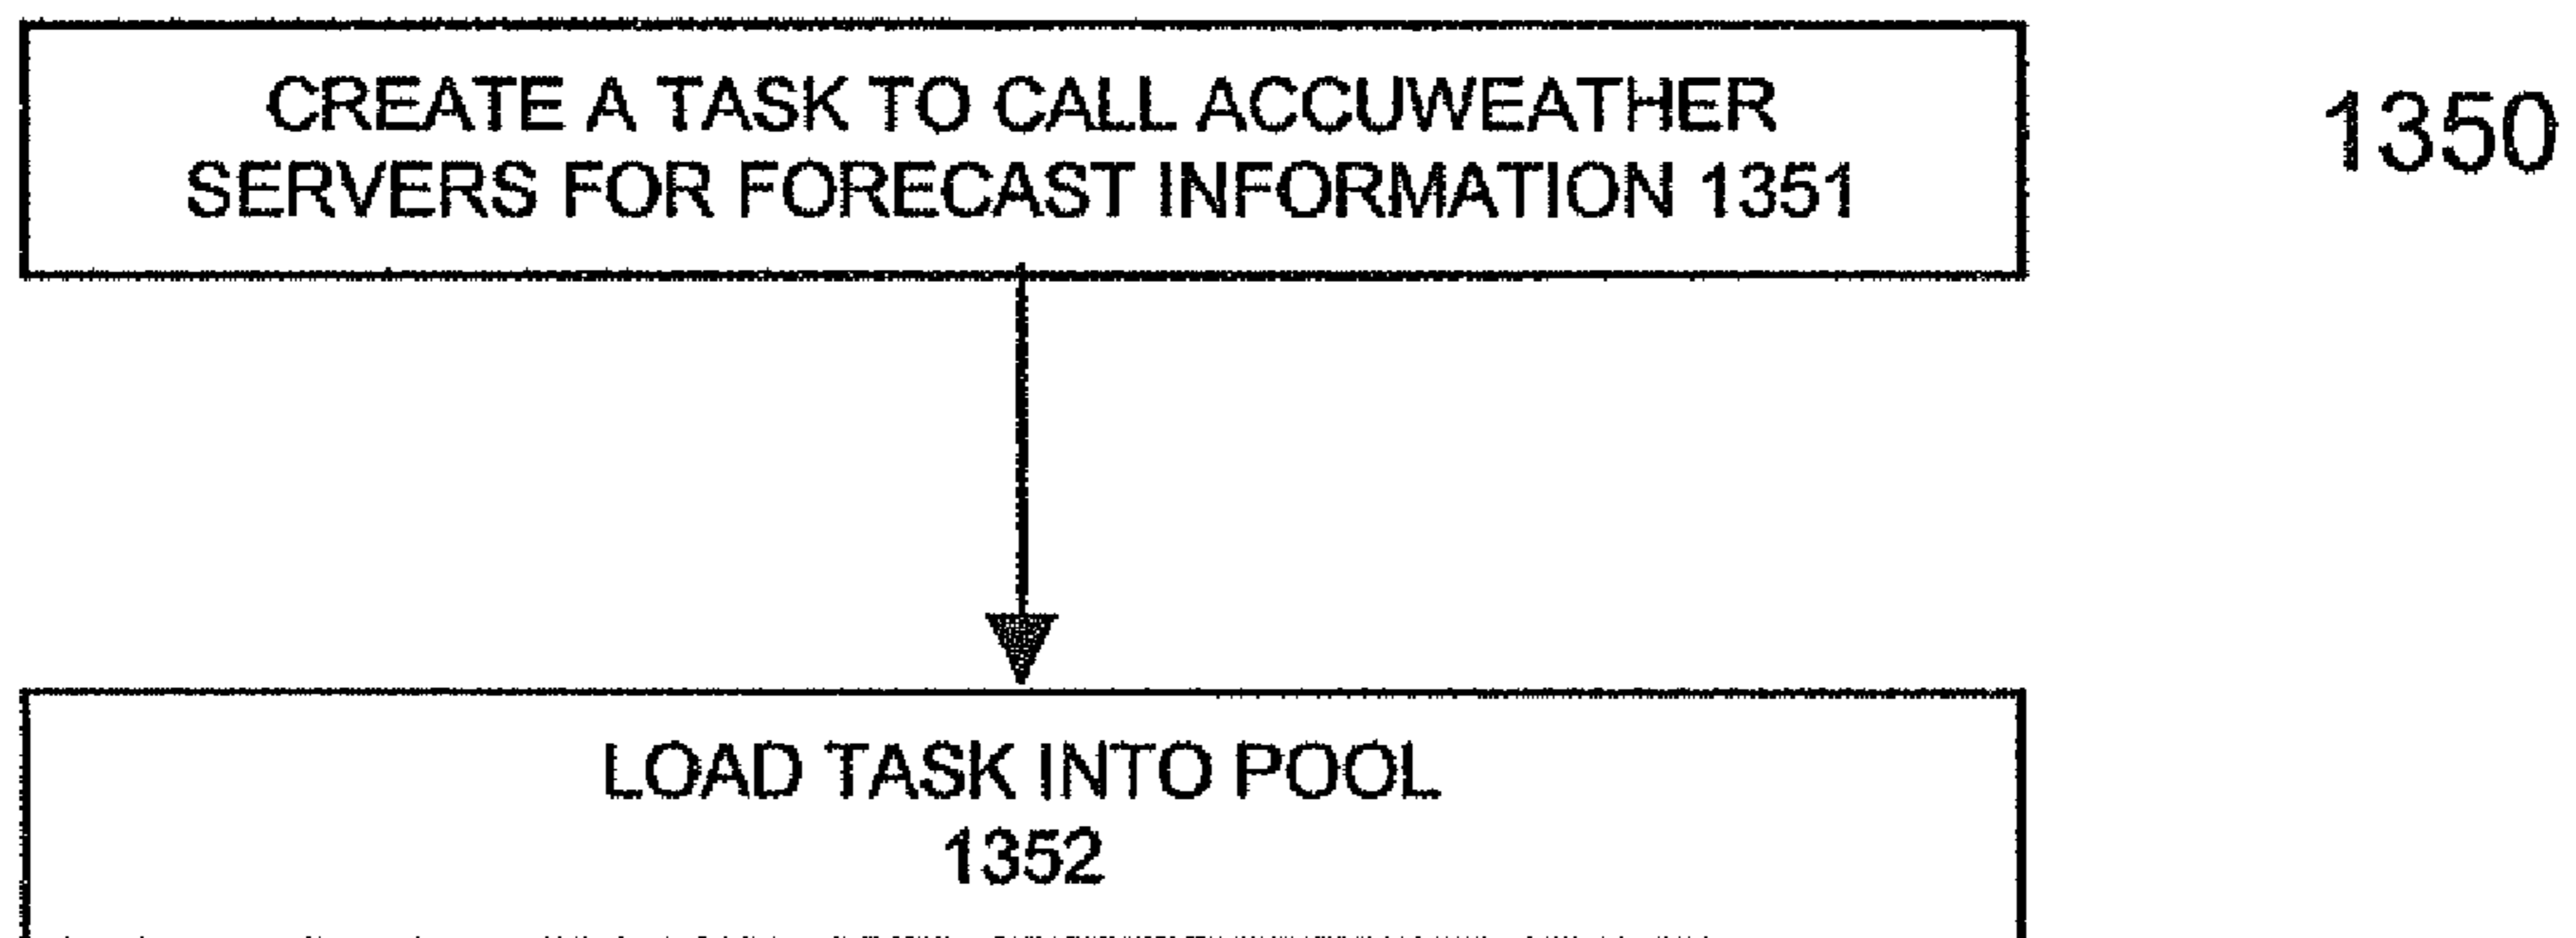 CREATE A TASK TO CALL ACCUWEATHER
SERVERS FOR FORECAST INFORMATION 1351
1350
LOAD TASK INTO POOL
1352